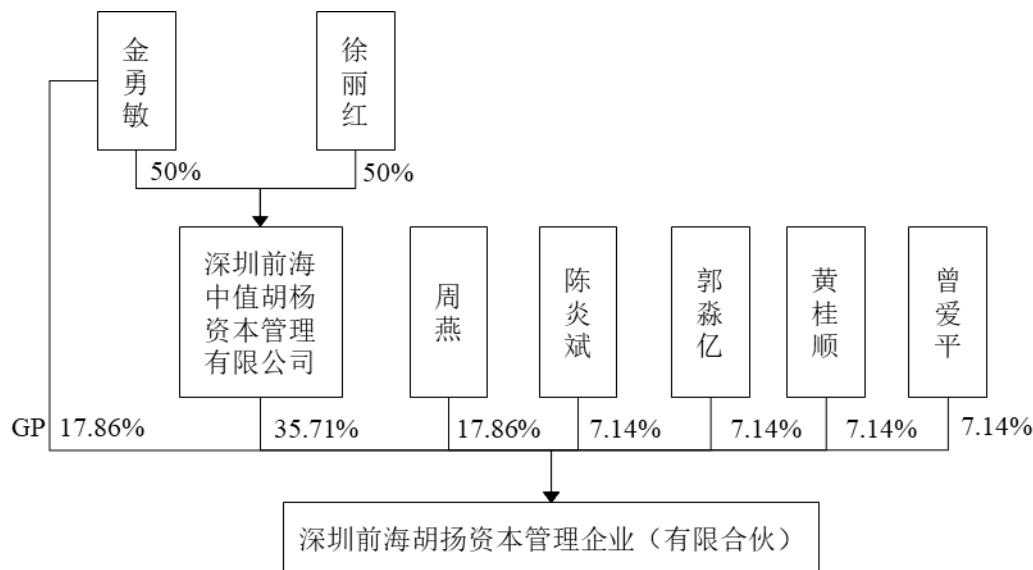 金勇敏
徐丽红
50%
50%
深圳前海
中值胡杨
资本管理
有限公司
周燕
陈炎斌
郭淼亿
黄桂顺
曾爱平
GP
17.86%
35.71%
17.86%
7.14%
7.14%
7.14%
7.14%
深圳前海胡扬资本管理企业（有限合伙）